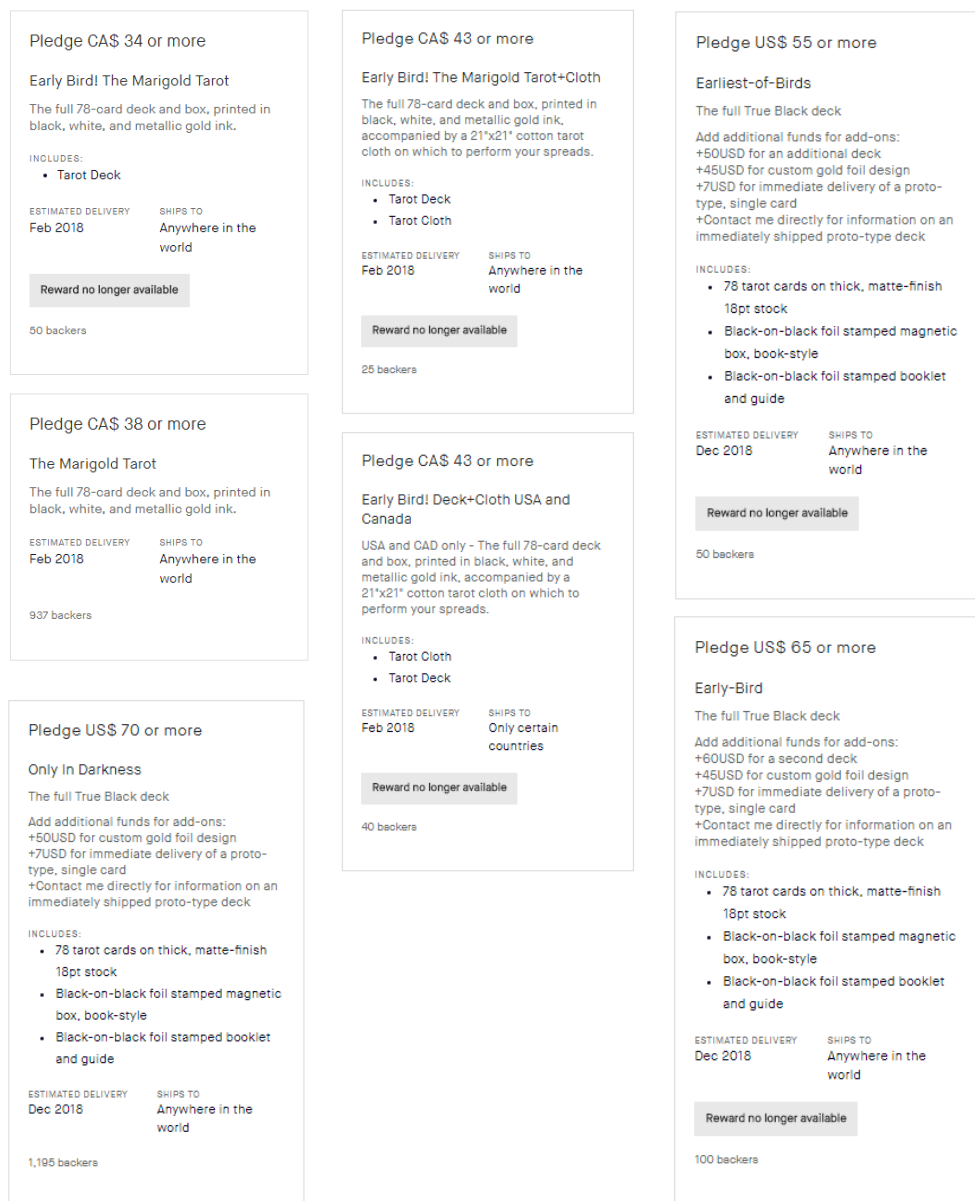 Pledge CA$ 34 or more
Early Bird! The Marigold Tarot
The full 78-card deck and box, printed in
black, white, and metallic gold ink.
INCLUDES:
• Tarot Deck
ESTIMATED DELIVERY
Feb 2018
SHIPS TO
Anywhere in the
world
Reward no longer available
50 backers
Pledge CA$ 38 or more
The Marigold Tarot
The full 78-card deck and box, printed in
black, white, and metallic gold ink.
ESTIMATED DELIVERY
Feb 2018
SHIPS TO
Anywhere in the
world
937 backers
Pledge US$ 70 or more
Only In Darkness
The full True Black deck
Add additional funds for add-ons:
+50USD for custom gold foil design
+7USD for immediate delivery of a proto-
type, single card
+Contact me directly for information on an
immediately shipped proto-type deck
INCLUDES:
• 78 tarot cards on thick, matte-finish
18pt stock
• Black-on-black foil stamped magnetic
box, book-style
• Black-on-black foil stamped booklet
and guide
ESTIMATED DELIVERY
Dec 2018
SHIPS TO
Anywhere in the
world
1,195 backers
Pledge CA$ 43 or more
Early Bird! The Marigold Tarot+Cloth
The full 78-card deck and box, printed in
black, white, and metallic gold ink,
accompanied by a 21"x21" cotton tarot
cloth on which to perform your spreads.
INCLUDES:
• Tarot Deck
• Tarot Cloth
ESTIMATED DELIVERY
Feb 2018
SHIPS TO
Anywhere in the
world
Reward no longer available
25 backers
Pledge CA$ 43 or more
Early Bird! Deck+Cloth USA and
Canada
USA and CAD only - The full 78-card deck
and box, printed in black, white, and
metallic gold ink, accompanied by a
21"x21" cotton tarot cloth on which to
perform your spreads.
INCLUDES:
• Tarot Cloth
• Tarot Deck
ESTIMATED DELIVERY
Feb 2018
SHIPS TO
Only certain
countries
Reward no longer available
40 backers
Pledge US$ 55 or more
Earliest-of-Birds
The full True Black deck
Add additional funds for add-ons:
+50USD for an additional deck
+45USD for custom gold foil design
+7USD for immediate delivery of a proto-
type, single card
+Contact me directly for information on an
immediately shipped proto-type deck
INCLUDES:
• 78 tarot cards on thick, matte-finish
18pt stock
• Black-on-black foil stamped magnetic
box, book-style
• Black-on-black foil stamped booklet
and guide
ESTIMATED DELIVERY
Dec 2018
SHIPS TO
Anywhere in the
world
Reward no longer available
50 backers
Pledge US$ 65 or more
Early-Bird
The full True Black deck
Add additional funds for add-ons:
+60USD for a second deck
+45USD for custom gold foil design
+7USD for immediate delivery of a proto-
type, single card
+Contact me directly for information on an
immediately shipped proto-type deck
INCLUDES:
• 78 tarot cards on thick, matte-finish
18pt stock
• Black-on-black foil stamped magnetic
box, book-style
• Black-on-black foil stamped booklet
and guide
ESTIMATED DELIVERY
Dec 2018
SHIPS TO
Anywhere in the
world
Reward no longer available
100 backers